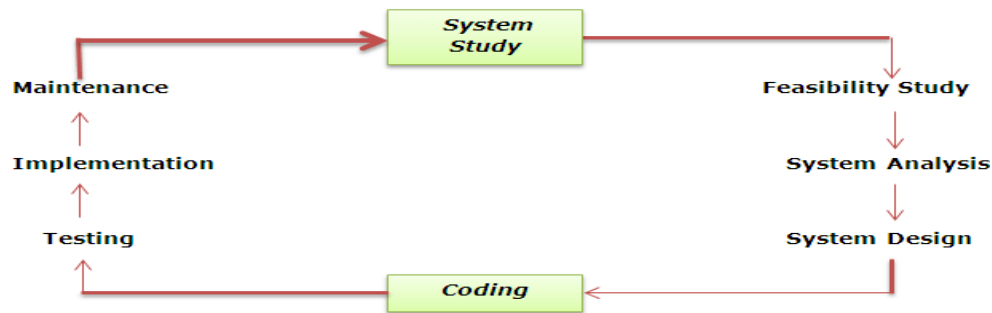 System
Study
Maintenance
Feasibility Study
Implementation
System Analysis
Testing
System Design
Coding